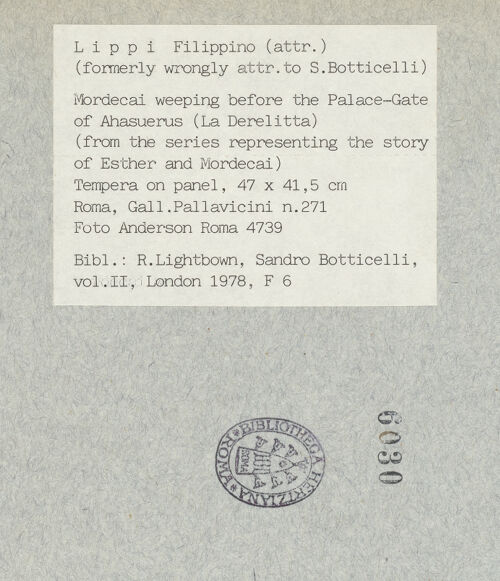 L i p p i  Filippino (attr.)
(formerly wrongly attr.to S.Botticelli)
Mordecai weeping before the Palace-Gate
of Ahasuerus (La Derelitta)
(from the series representing the story
of Esther and Mordecai)
Tempera on panel, 47 x 41,5 cm
Roma, Gall.Pallavicini n.271
Foto Anderson Roma 4739
Bibl.: R.Lightbown, Sandro Botticelli,
vol.II, London 1978, F 6
BIBLIOTHECA HERTZIANA * ROMA *
ROMA
6030